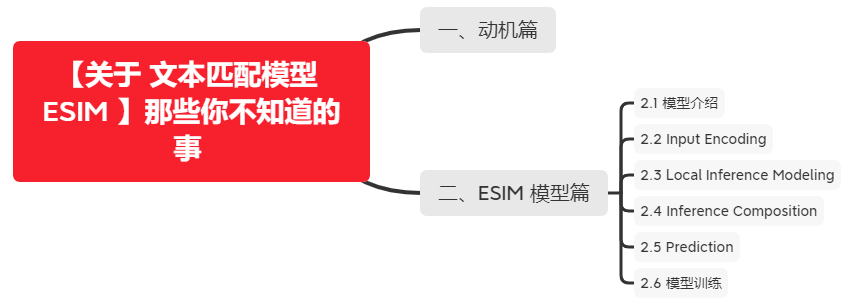 【关于 文本匹配模型
ESIM 】那些你不知道的
事
一、动机篇
二、ESIM 模型篇
2.1 模型介绍
2.2 Input Encoding
2.3 Local Inference Modeling
2.4 Inference Composition
2.5 Prediction
2.6 模型训练